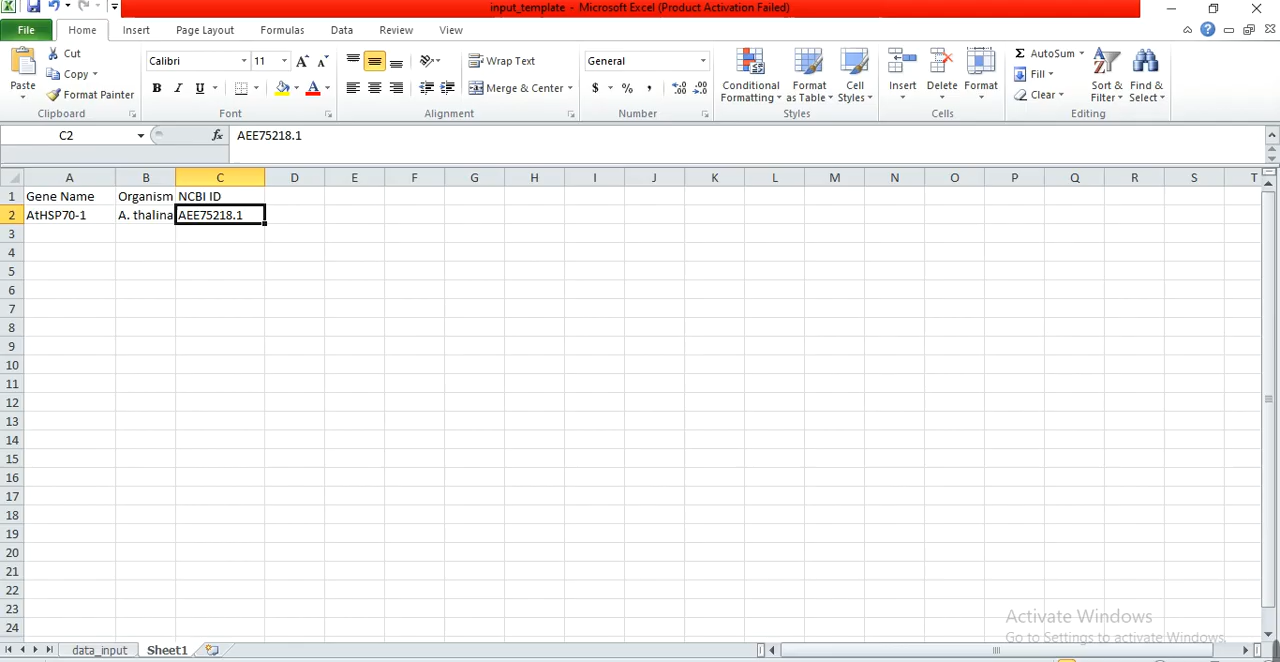 input_template - Microsoft Excel (Product Activation Failed)
File Home Insert Page Layout Formulas Data Review View
Cut
Copy
Format Painter
Paste
Clipboard
Calibri 11
B I U A
Font
Wrap Text
Merge & Center
Alignment
General
$ % ,
Number
Conditional Formatting
Format as Table
Cell Styles
Styles
Insert Delete Format
Cells
Σ AutoSum
Fill
Clear
Sort & Filter
Find & Select
Editing
C2 fx AEE75218.1
A B C D E F G H I J K L M N O P Q R S T
1 Gene Name Organism NCBI ID
2 AtHSP70-1 A. thalina AEE75218.1
3
4
5
6
7
8
9
10
11
12
13
14
15
16
17
18
19
20
21
22
23
24
Activate Windows
Go to Settings to activate Windows.
data_input Sheet1